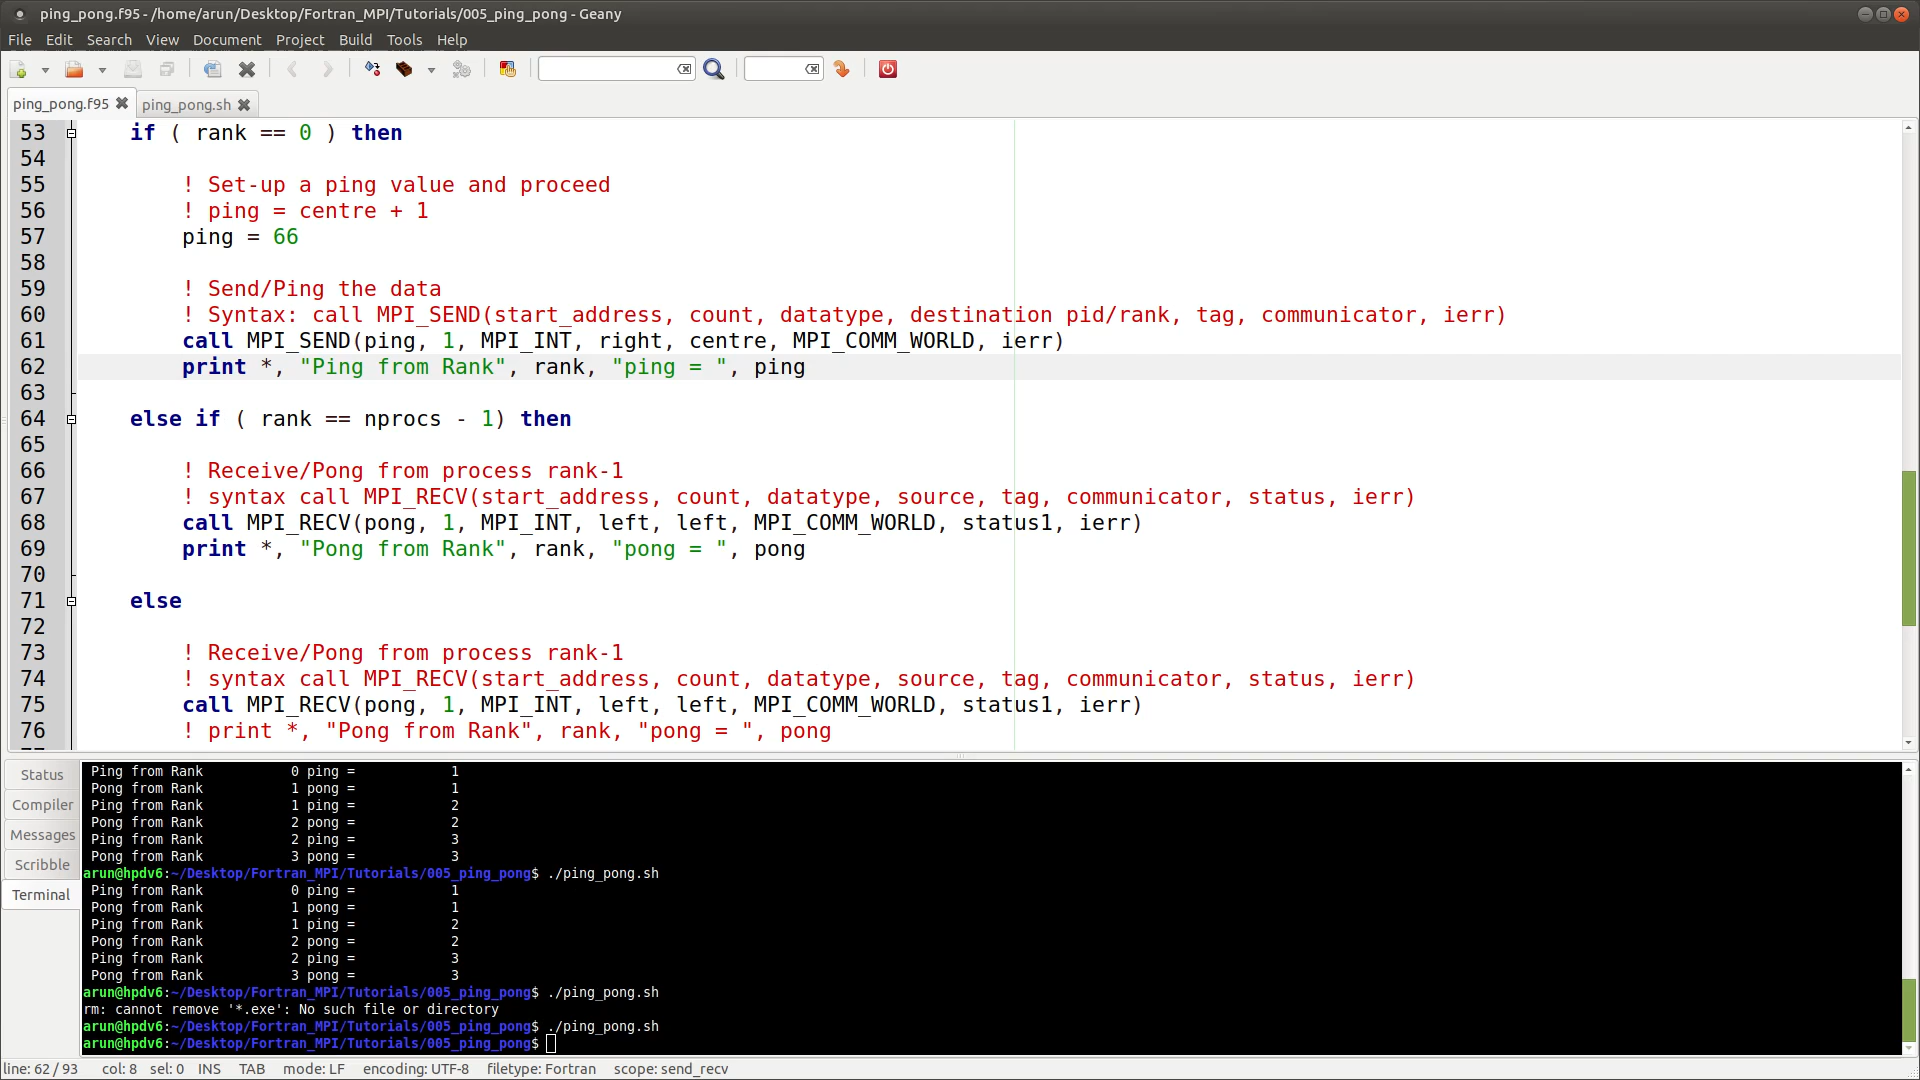 ping_pong.f95 - /home/arun/Desktop/Fortran_MPI/Tutorials/005_ping_pong - Geany
File Edit Search View Document Project Build Tools Help
ping_pong.f95 ping_pong.sh
53 if ( rank == 0 ) then
54
55 ! Set-up a ping value and proceed
56 ! ping = centre + 1
57 ping = 66
58
59 ! Send/Ping the data
60 ! Syntax: call MPI_SEND(start_address, count, datatype, destination pid/rank, tag, communicator, ierr)
61 call MPI_SEND(ping, 1, MPI_INT, right, centre, MPI_COMM_WORLD, ierr)
62 print *, "Ping from Rank", rank, "ping = ", ping
63
64 else if ( rank == nprocs - 1) then
65
66 ! Receive/Pong from process rank-1
67 ! syntax call MPI_RECV(start_address, count, datatype, source, tag, communicator, status, ierr)
68 call MPI_RECV(pong, 1, MPI_INT, left, left, MPI_COMM_WORLD, status1, ierr)
69 print *, "Pong from Rank", rank, "pong = ", pong
70
71 else
72
73 ! Receive/Pong from process rank-1
74 ! syntax call MPI_RECV(start_address, count, datatype, source, tag, communicator, status, ierr)
75 call MPI_RECV(pong, 1, MPI_INT, left, left, MPI_COMM_WORLD, status1, ierr)
76 ! print *, "Pong from Rank", rank, "pong = ", pong
Status
Compiler
Messages
Scribble
Terminal
Ping from Rank 0 ping = 1
Pong from Rank 1 pong = 1
Ping from Rank 1 ping = 2
Pong from Rank 2 pong = 2
Ping from Rank 2 ping = 3
Pong from Rank 3 pong = 3
arun@hpdv6:~/Desktop/Fortran_MPI/Tutorials/005_ping_pong$ ./ping_pong.sh
Ping from Rank 0 ping = 1
Pong from Rank 1 pong = 1
Ping from Rank 1 ping = 2
Pong from Rank 2 pong = 2
Ping from Rank 2 ping = 3
Pong from Rank 3 pong = 3
arun@hpdv6:~/Desktop/Fortran_MPI/Tutorials/005_ping_pong$ ./ping_pong.sh
rm: cannot remove '*.exe': No such file or directory
arun@hpdv6:~/Desktop/Fortran_MPI/Tutorials/005_ping_pong$ ./ping_pong.sh
arun@hpdv6:~/Desktop/Fortran_MPI/Tutorials/005_ping_pong$
line: 62 / 93 col: 8 sel: 0 INS TAB mode: LF encoding: UTF-8 filetype: Fortran scope: send_recv